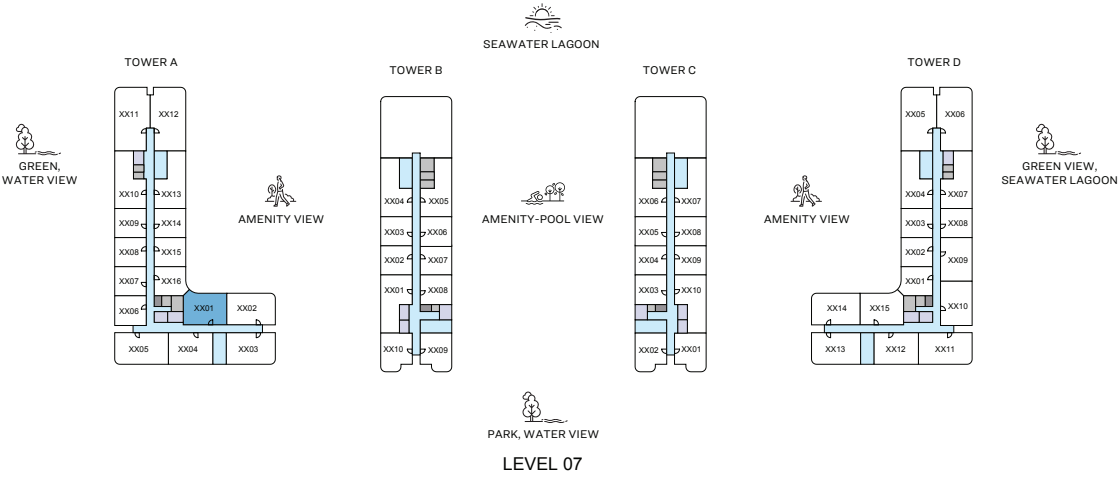 SEAWATER LAGOON
TOWER A
TOWER B
TOWER C
TOWER D
XX11
XX12
XX10
XX13
XX09
XX14
XX08
XX15
XX07
XX16
XX06
XX01
XX02
XX05
XX04
XX03
XX04
XX05
XX03
XX06
XX02
XX07
XX01
XX08
XX10
XX09
XX06
XX07
XX05
XX08
XX04
XX09
XX03
XX10
XX02
XX01
XX05
XX06
XX04
XX07
XX03
XX08
XX02
XX09
XX01
XX10
XX14
XX15
XX13
XX12
XX11
GREEN,
WATER VIEW
AMENITY VIEW
AMENITY-POOL VIEW
AMENITY VIEW
GREEN VIEW,
SEAWATER LAGOON
PARK, WATER VIEW
LEVEL 07